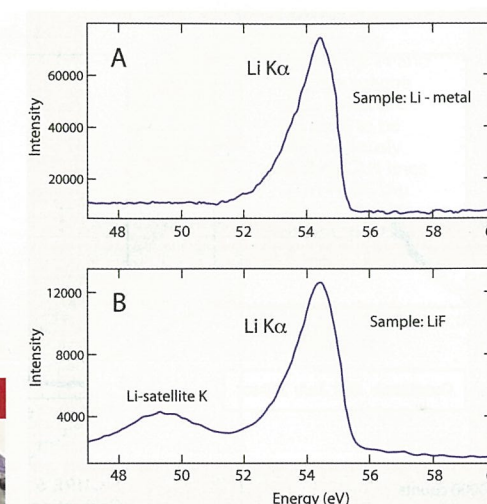 A
Li Kα
Sample: Li - metal
Intensity
60000
40000
20000
48 50 52 54 56 58
B
Li Kα
Sample: LiF
Li-satellite K
Intensity
12000
8000
4000
48 50 52 54 56 58
Energy (eV)